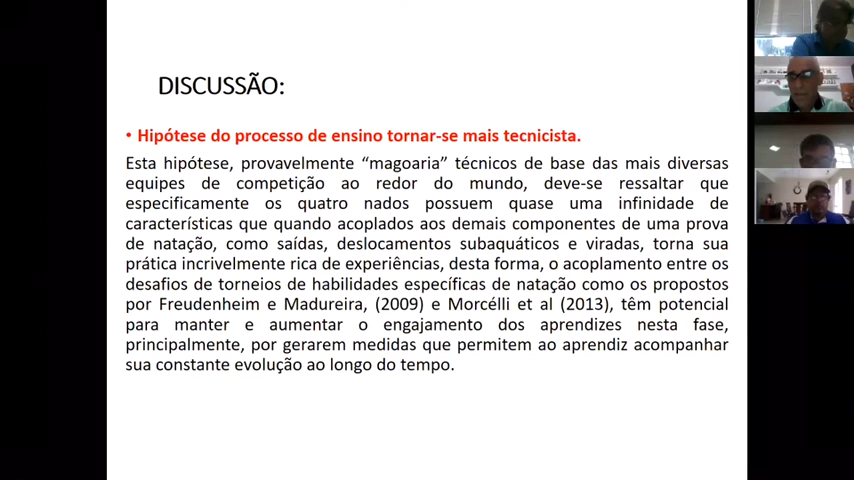 DISCUSSÃO:
• Hipótese do processo de ensino tornar-se mais tecnicista.
Esta hipótese, provavelmente “magoaria” técnicos de base das mais diversas
equipes de competição ao redor do mundo, deve-se ressaltar que
especificamente os quatro nados possuem quase uma infinidade de
características que quando acoplados aos demais componentes de uma prova
de natação, como saídas, deslocamentos subaquáticos e viradas, torna sua
prática incrivelmente rica de experiências, desta forma, o acoplamento entre os
desafios de torneios de habilidades específicas de natação como os propostos
por Freudenheim e Madureira, (2009) e Morcélli et al (2013), têm potencial
para manter e aumentar o engajamento dos aprendizes nesta fase,
principalmente, por gerarem medidas que permitem ao aprendiz acompanhar
sua constante evolução ao longo do tempo.